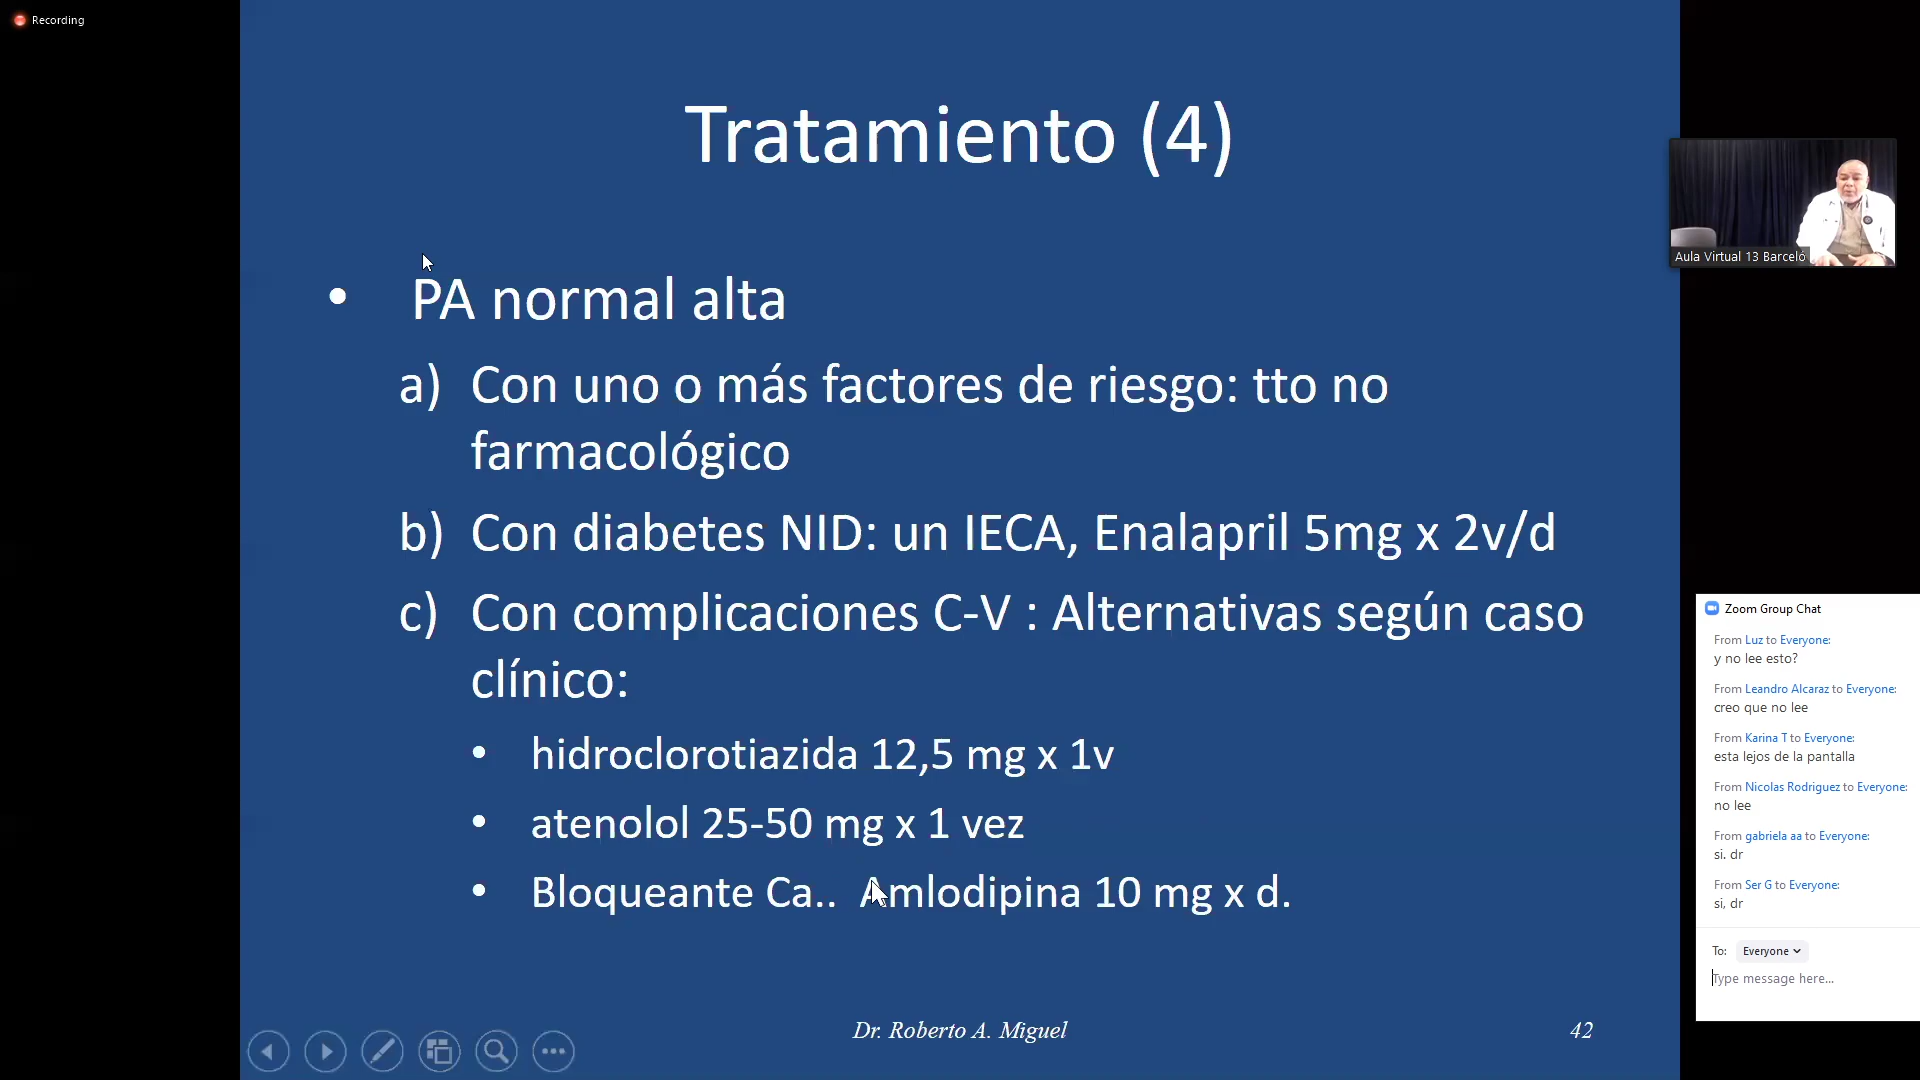 Recording
Tratamiento (4)
• PA normal alta
a) Con uno o más factores de riesgo: tto no
farmacológico
b) Con diabetes NID: un IECA, Enalapril 5mg x 2v/d
c) Con complicaciones C-V : Alternativas según caso
clínico:
• hidroclorotiazida 12,5 mg x 1v
• atenolol 25-50 mg x 1 vez
• Bloqueante Ca.. Amlodipina 10 mg x d.
Dr. Roberto A. Miguel
42
Aula Virtual 13 Barceló
Zoom Group Chat
From Luz to Everyone:
y no lee esto?
From Leandro Alcaraz to Everyone:
creo que no lee
From Karina T to Everyone:
esta lejos de la pantalla
From Nicolas Rodriguez to Everyone:
no lee
From gabriela aa to Everyone:
si. dr
From Ser G to Everyone:
si, dr
To: Everyone
Type message here...